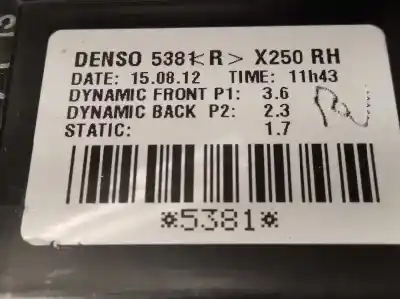 DENSO 5381<R> X250 RH
DATE: 15.08.12 TIME: 11h43
DYNAMIC FRONT P1: 3.6
DYNAMIC BACK P2: 2.3
STATIC: 1.7
*5381*